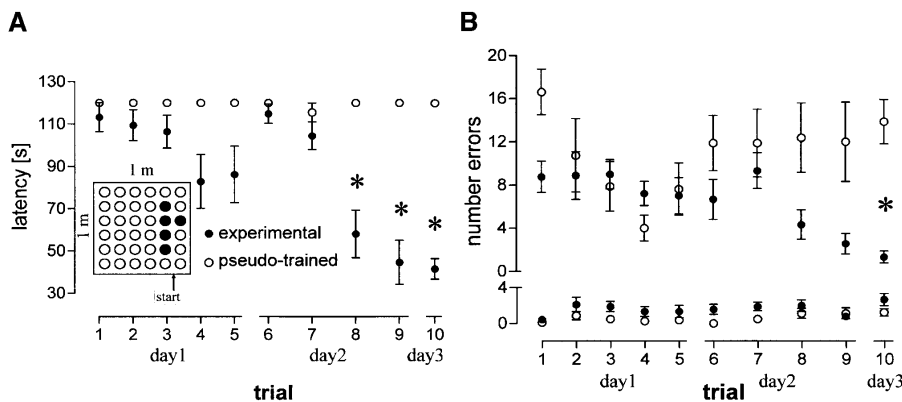 A
latency [s]
130
110
90
70
50
30
1 m
1 m
start
experimental
pseudo-trained
*
*
*
1 2 3 4 5 6 7 8 9 10
day1 day2 day3
trial
B
number errors
20
16
12
8
4
0
4
0
*
1 2 3 4 5 6 7 8 9 10
day1 day2 day3
trial